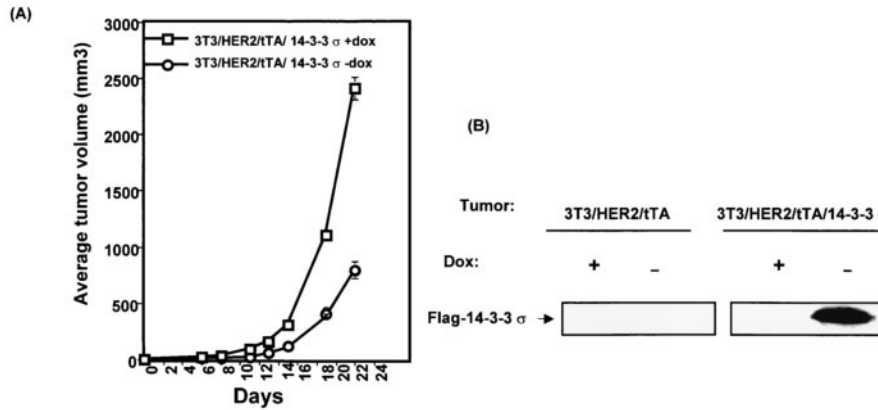 (A)
3000
2500
2000
1500
1000
500
0
Average tumor volume (mm3)
3T3/HER2/tTA/ 14-3-3 σ +dox
3T3/HER2/tTA/ 14-3-3 σ -dox
0 2 4 6 8 10 12 14 16 18 20 22 24
Days
(B)
Tumor: 3T3/HER2/tTA 3T3/HER2/tTA/14-3-3
Dox: + − + −
Flag-14-3-3 σ